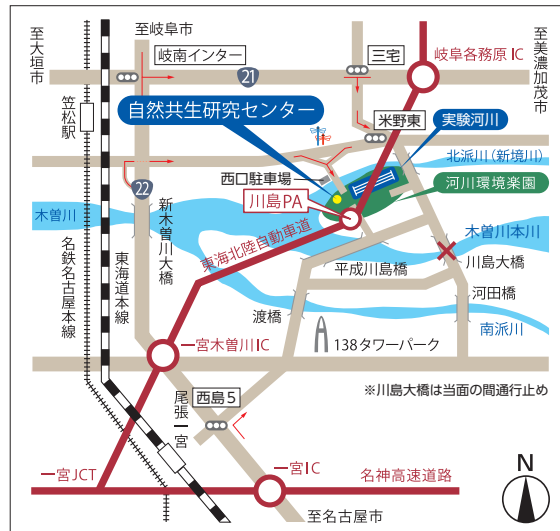 至大垣市
至岐阜市
岐南インター
21
三宅
岐阜各務原IC
至美濃加茂市
笠松駅
自然共生研究センター
米野東
実験河川
北派川(新境川)
西口駐車場
河川環境楽園
22
川島PA
木曽川
新木曽川大橋
東海北陸自動車道
木曽川本川
名鉄名古屋本線
東海道本線
平成川島橋
川島大橋
河田橋
渡橋
南派川
138タワーパーク
一宮木曽川IC
※川島大橋は当面の間通行止め
尾張一宮
西島5
一宮JCT
一宮IC
名神高速道路
至名古屋市
N